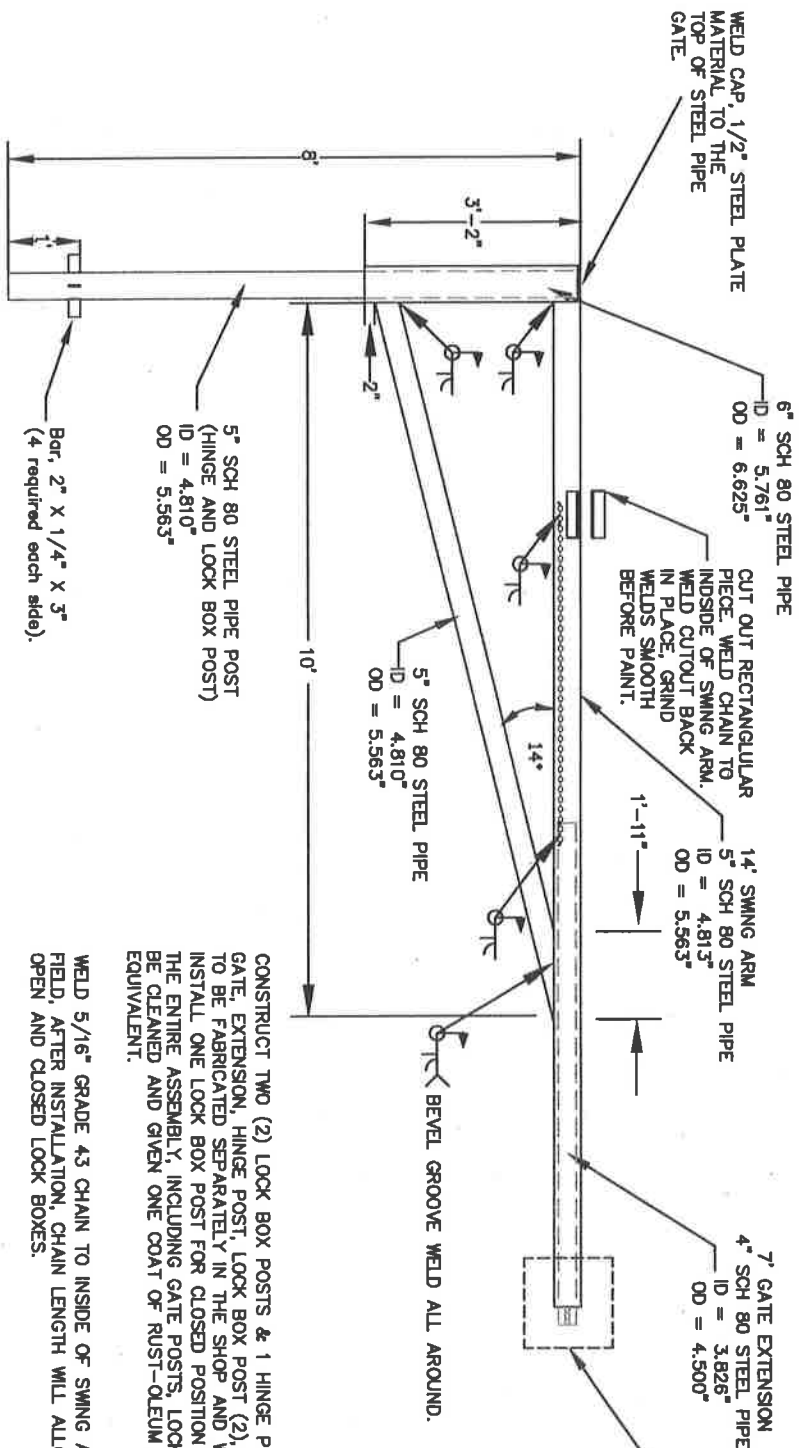 WELD CAP, 1/2" STEEL PLATE
MATERIAL TO THE
TOP OF STEEL PIPE
GATE.
6" SCH 80 STEEL PIPE
ID = 5.761"
OD = 6.625"
CUT OUT RECTANGLULAR
PIECE. WELD CHAIN TO
INDSIDE OF SWING ARM.
WELD CUTOUT BACK
IN PLACE, GRIND
WELDS SMOOTH
BEFORE PAINT.
14' SWING ARM
5" SCH 80 STEEL PIPE
ID = 4.813"
OD = 5.563"
7' GATE EXTENSION
4" SCH 80 STEEL PIPE
ID = 3.826"
OD = 4.500"
1'-11"
8'
3'-2"
1'
2"
14°
10'
5" SCH 80 STEEL PIPE
ID = 4.810"
OD = 5.563"
5" SCH 80 STEEL PIPE POST
(HINGE AND LOCK BOX POST)
ID = 4.810"
OD = 5.563"
Bar, 2" X 1/4" X 3"
(4 required each side).
BEVEL GROOVE WELD ALL AROUND.
CONSTRUCT TWO (2) LOCK BOX POSTS & 1 HINGE P
GATE, EXTENSION, HINGE POST, LOCK BOX POST (2),
TO BE FABRICATED SEPARATELY IN THE SHOP AND
INSTALL ONE LOCK BOX POST FOR CLOSED POSITION
THE ENTIRE ASSEMBLY, INCLUDING GATE POSTS, LOCK
BE CLEANED AND GIVEN ONE COAT OF RUST-OLEUM
EQUIVALENT.
WELD 5/16" GRADE 43 CHAIN TO INSIDE OF SWING A
FIELD, AFTER INSTALLATION, CHAIN LENGTH WILL ALL
OPEN AND CLOSED LOCK BOXES.